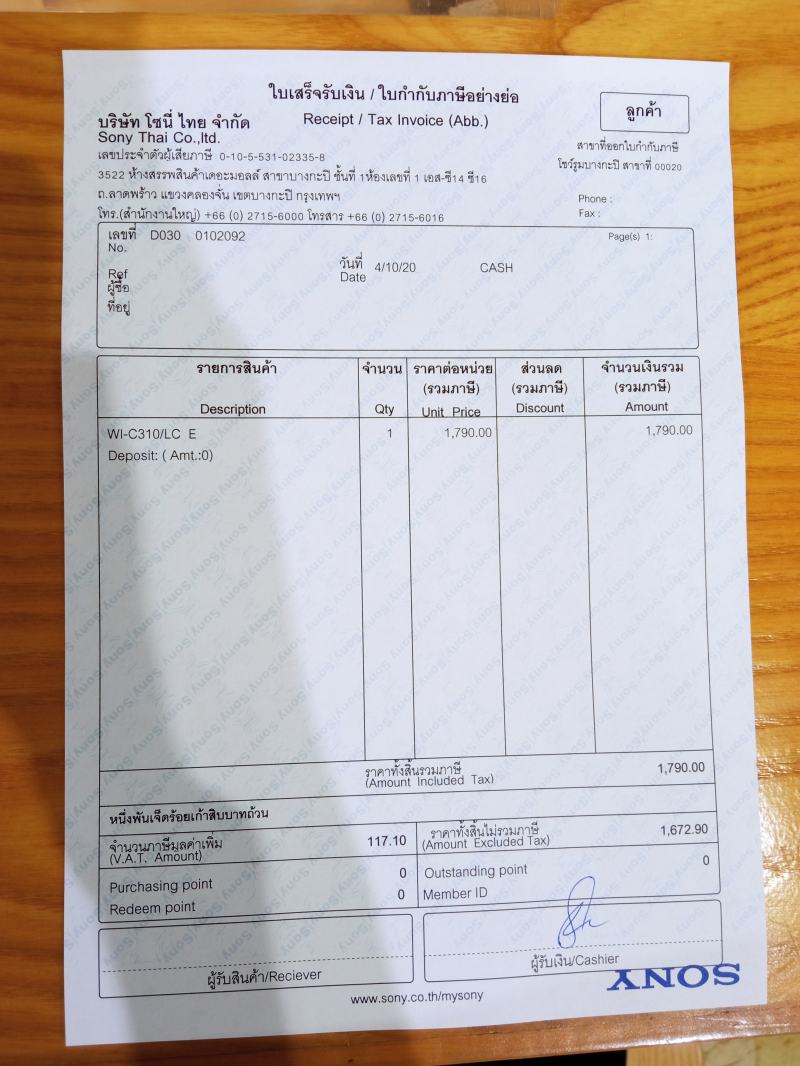 ใบเสร็จรับเงิน / ใบกำกับภาษีอย่างย่อ
Receipt / Tax Invoice (Abb.)
ลูกค้า
บริษัท โซนี่ ไทย จำกัด
Sony Thai Co.,ltd.
เลขประจำตัวผู้เสียภาษี 0-10-5-531-02335-8
3522 ห้างสรรพสินค้าเดอะมอลล์ สาขาบางกะปิ ชั้นที่ 1ห้องเลขที่ 1 เอส-ซี14 ซี16
ถ.ลาดพร้าว แขวงคลองจั่น เขตบางกะปิ กรุงเทพฯ
โทร.(สำนักงานใหญ่) +66 (0) 2715-6000 โทรสาร +66 (0) 2715-6016
สาขาที่ออกใบกำกับภาษี
โชว์รูมบางกะปิ สาขาที่ 00020
Phone :
Fax :
เลขที่ D030 0102092
No.
Page(s) 1:
Ref
วันที่ 4/10/20 CASH
Date
ผู้ซื้อ
ที่อยู่
รายการสินค้า จำนวน ราคาต่อหน่วย ส่วนลด จำนวนเงินรวม
(รวมภาษี) (รวมภาษี) (รวมภาษี)
Description Qty Unit Price Discount Amount
WI-C310/LC E 1 1,790.00 1,790.00
Deposit: ( Amt.:0)
ราคาทั้งสิ้นรวมภาษี 1,790.00
(Amount Included Tax)
หนึ่งพันเจ็ดร้อยเก้าสิบบาทถ้วน
จำนวนภาษีมูลค่าเพิ่ม 117.10 ราคาทั้งสิ้นไม่รวมภาษี 1,672.90
(V.A.T. Amount) (Amount Excluded Tax)
Purchasing point 0 Outstanding point 0
Redeem point 0 Member ID
ผู้รับสินค้า/Reciever ผู้รับเงิน/Cashier
www.sony.co.th/mysony
SONY